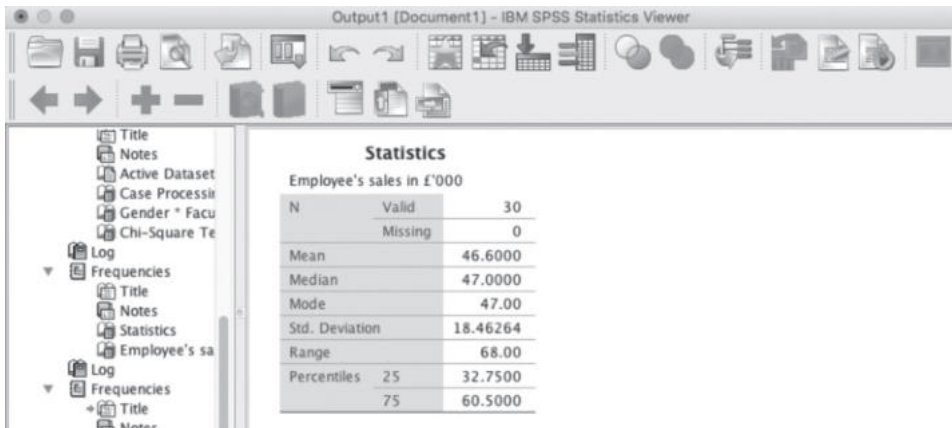 Output1 [Document1] - IBM SPSS Statistics Viewer
Title
Notes
Active Dataset
Case Processin
Gender * Facu
Chi-Square Te
Log
Frequencies
Title
Notes
Statistics
Employee's sa
Log
Frequencies
Title
Notes
Statistics
Employee's sales in £'000
N Valid 30
Missing 0
Mean 46.6000
Median 47.0000
Mode 47.00
Std. Deviation 18.46264
Range 68.00
Percentiles 25 32.7500
75 60.5000